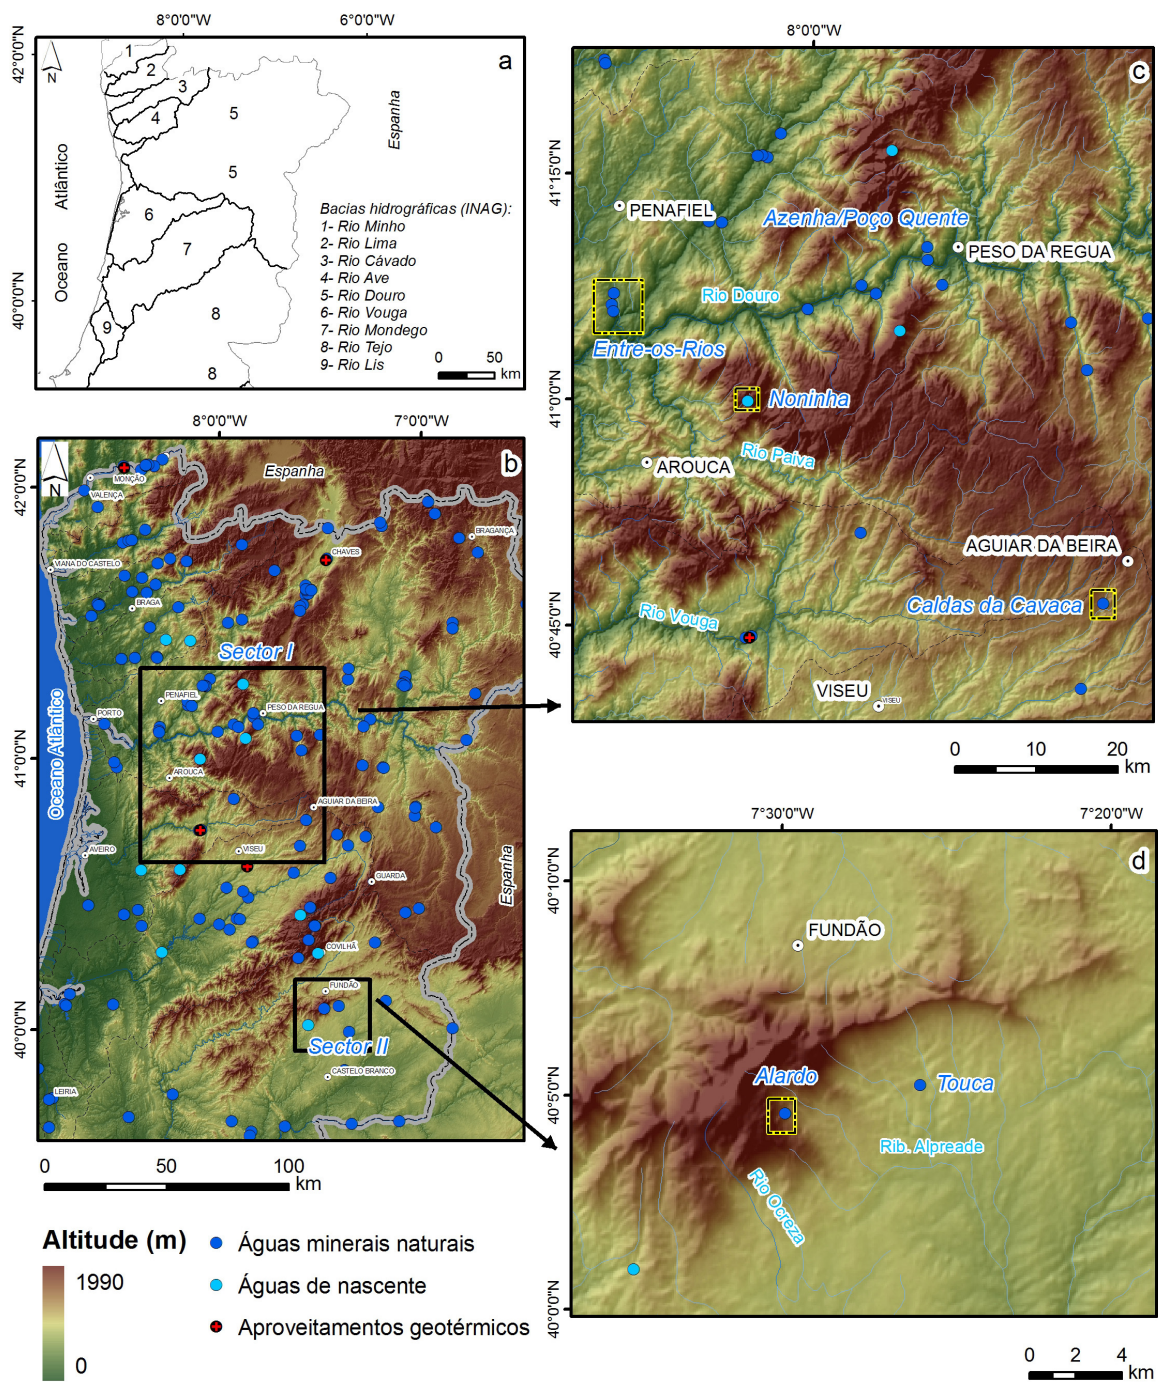 8°0'0"W
6°0'0"W
42°0'0"N
40°0'0"N
a
N
Oceano Atlântico
Espanha
1
2
3
4
5
5
6
7
8
9
8
Bacias hidrográficas (INAG):
1- Rio Minho
2- Rio Lima
3- Rio Cávado
4- Rio Ave
5- Rio Douro
6- Rio Vouga
7- Rio Mondego
8- Rio Tejo
9- Rio Lis
0 50
km
8°0'0"W
7°0'0"W
42°0'0"N
41°0'0"N
40°0'0"N
b
N
Espanha
MONÇÃO
VALENÇA
BRAGANÇA
CHAVES
VIANA DO CASTELO
BRAGA
Sector I
PENAFIEL
PESO DA REGUA
PORTO
Oceano Atlântico
AROUCA
AGUIAR DA BEIRA
AVEIRO
VISEU
GUARDA
Espanha
COVILHÃ
FUNDÃO
Sector II
CASTELO BRANCO
LEIRIA
0 50 100
km
8°0'0"W
41°15'0"N
41°0'0"N
40°45'0"N
c
PENAFIEL
Azenha/Poço Quente
PESO DA REGUA
Rio Douro
Entre-os-Rios
Noninha
Rio Paiva
AROUCA
AGUIAR DA BEIRA
Caldas da Cavaca
Rio Vouga
VISEU
VISEU
0 10 20
km
7°30'0"W
7°20'0"W
40°10'0"N
40°5'0"N
40°0'0"N
d
FUNDÃO
Alardo
Touca
Rib. Alpreade
Rio Ocreza
0 2 4
km
Altitude (m)
1990
0
Águas minerais naturais
Águas de nascente
Aproveitamentos geotérmicos